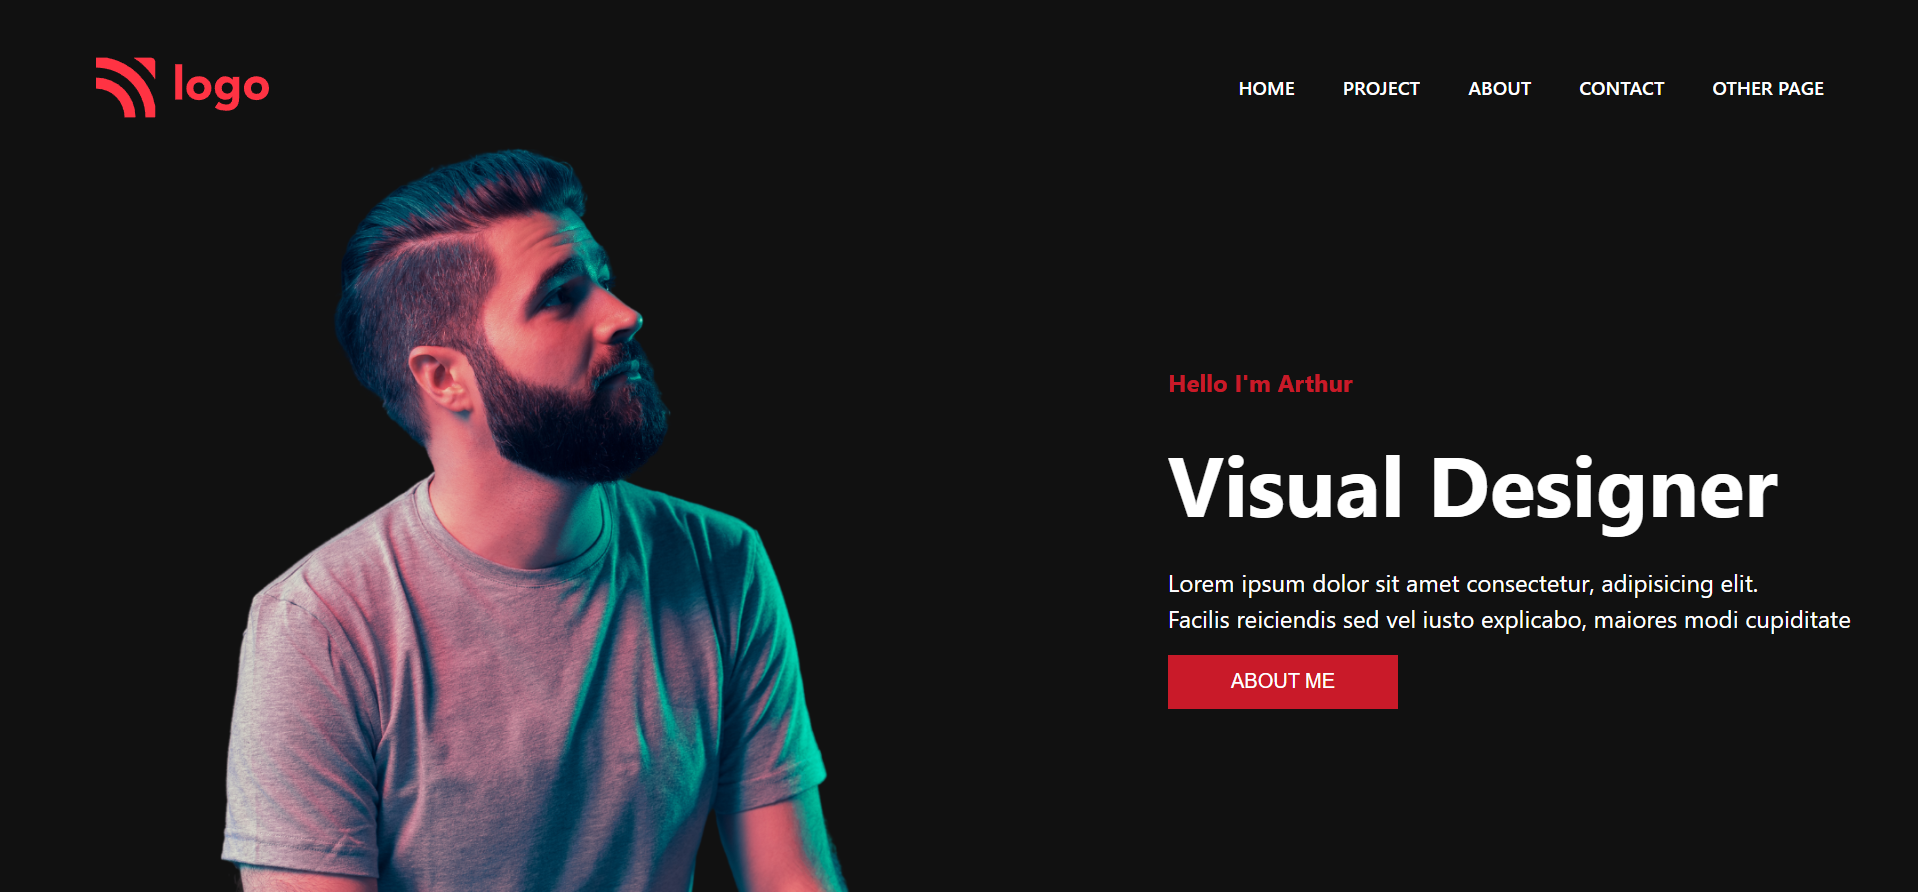 logo
HOME PROJECT ABOUT CONTACT OTHER PAGE
Hello I'm Arthur
Visual Designer
Lorem ipsum dolor sit amet consectetur, adipisicing elit.
Facilis reiciendis sed vel iusto explicabo, maiores modi cupiditate
ABOUT ME